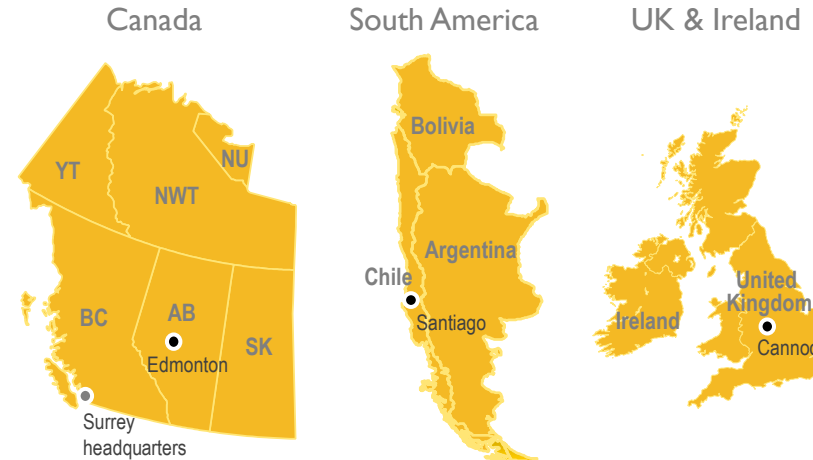 Canada
South America
UK & Ireland
YT
NU
NWT
BC
AB
SK
Edmonton
Surrey
headquarters
Bolivia
Argentina
Chile
Santiago
United
Kingdom
Ireland